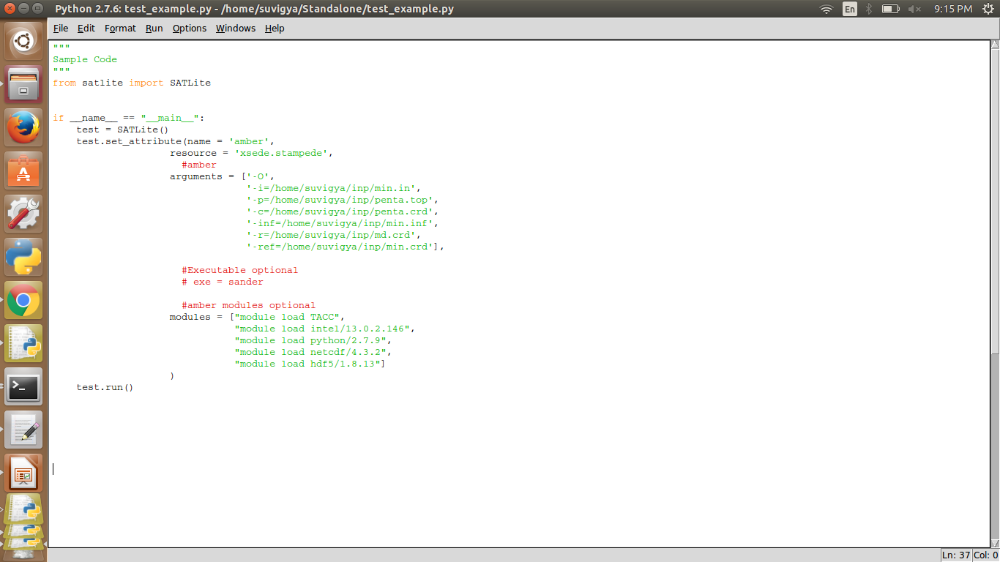 Python 2.7.6: test_example.py - /home/suvigya/Standalone/test_example.py
En
9:15 PM
File Edit Format Run Options Windows Help
"""
Sample Code
"""
from satlite import SATLite
if __name__ == "__main__":
    test = SATLite()
    test.set_attribute(name = 'amber',
                    resource = 'xsede.stampede',
                      #amber
                    arguments = ['-O',
                                 '-i=/home/suvigya/inp/min.in',
                                 '-p=/home/suvigya/inp/penta.top',
                                 '-c=/home/suvigya/inp/penta.crd',
                                 '-inf=/home/suvigya/inp/min.inf',
                                 '-r=/home/suvigya/inp/md.crd',
                                 '-ref=/home/suvigya/inp/min.crd'],
                      #Executable optional
                      # exe = sander
                      #amber modules optional
                    modules = ["module load TACC",
                               "module load intel/13.0.2.146",
                               "module load python/2.7.9",
                               "module load netcdf/4.3.2",
                               "module load hdf5/1.8.13"]
                    )
    test.run()
Ln: 37 Col: 0